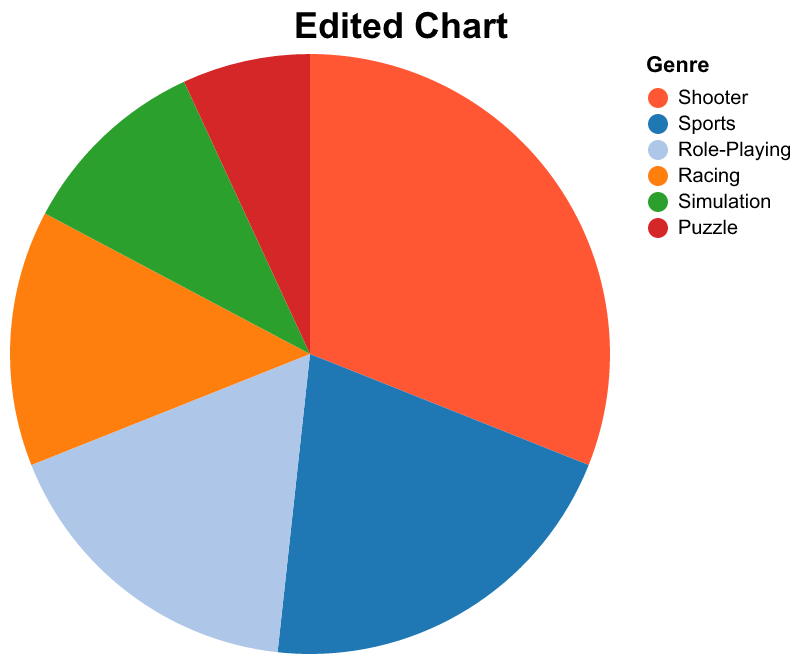 Edited Chart
Genre
Shooter
Sports
Role-Playing
Racing
Simulation
Puzzle